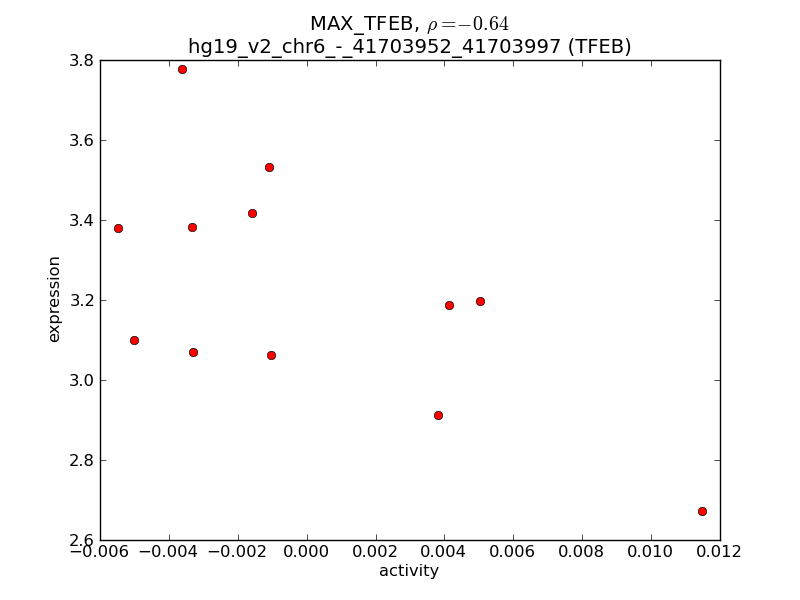 MAX_TFEB, ρ=−0.64
hg19_v2_chr6_-_41703952_41703997 (TFEB)
3.8
3.6
3.4
3.2
3.0
2.8
2.6
expression
−0.006 −0.004 −0.002 0.000 0.002 0.004 0.006 0.008 0.010 0.012
activity